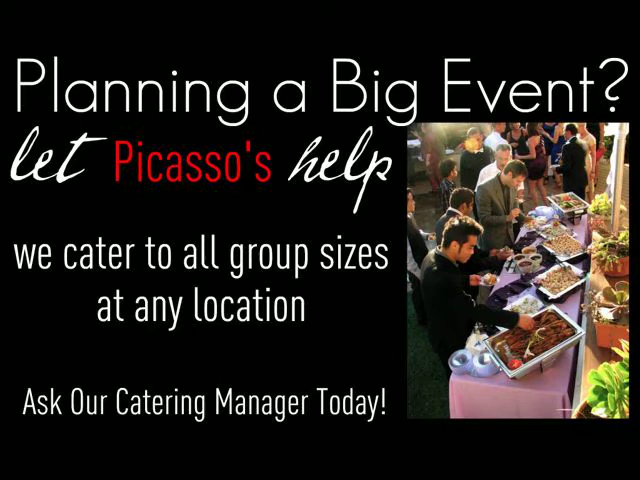 Planning a Big Event?
let Picasso's help
we cater to all group sizes
at any location
Ask Our Catering Manager Today!